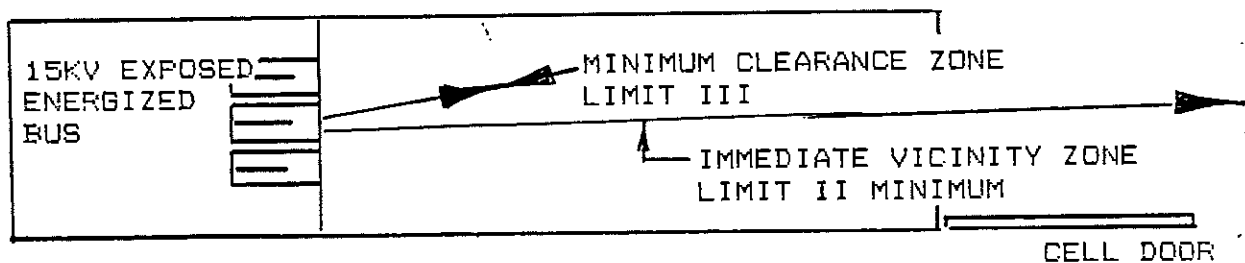 15KV EXPOSED
ENERGIZED
BUS
MINIMUM CLEARANCE ZONE
LIMIT III
IMMEDIATE VICINITY ZONE
LIMIT II MINIMUM
CELL DOOR